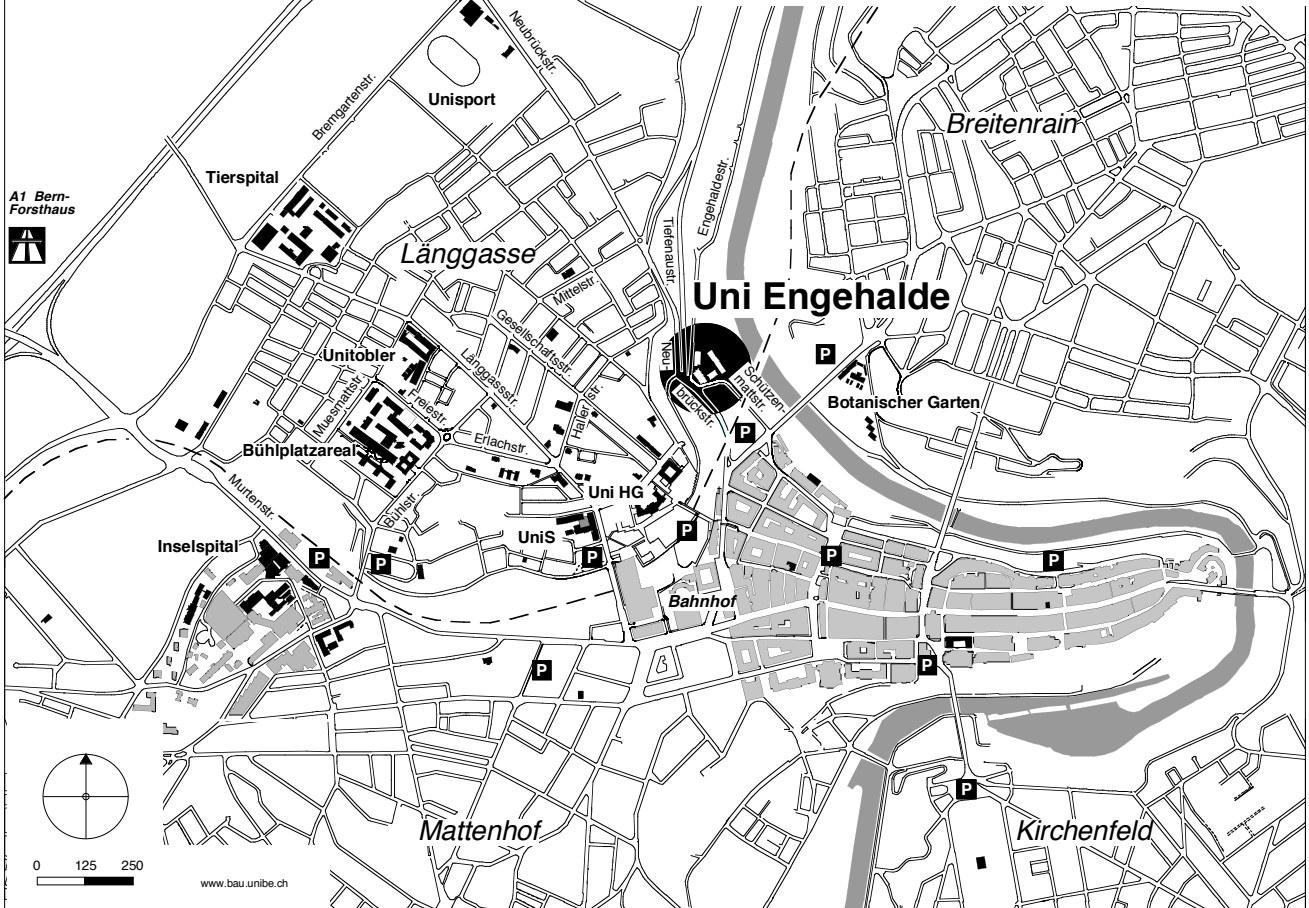 Neubrückstr.
Bremgartenstr.
Unisport
Breitenrain
Tierspital
A1 Bern-
Forsthaus
Länggasse
Engehaldestr.
Tiefenaustr.
Mittelstr.
Uni Engehalde
Gesellschaftsstr.
Länggassstr.
Unitobler
Neu-
brückstr.
Schützen-
mattstr.
P
Botanischer Garten
Muesmattstr.
Freiestr.
Hallerstr.
Erlachstr.
P
Bühlplatzareal
Murtenstr.
Bühlstr.
Uni HG
UniS
P
Inselspital
P
P
P
P
P
Bahnhof
P
P
P
Mattenhof
Kirchenfeld
0 125 250
www.bau.unibe.ch